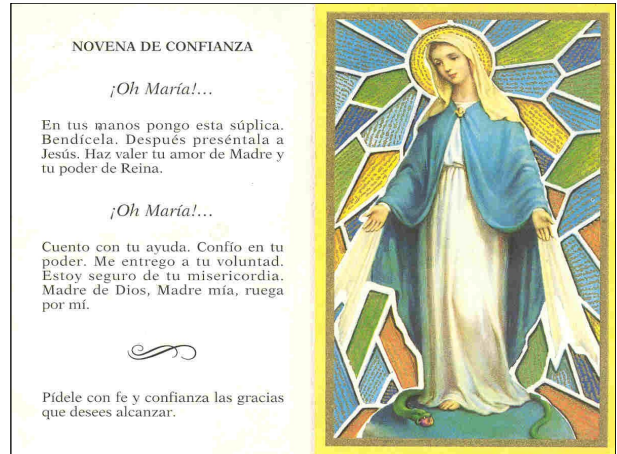 NOVENA DE CONFIANZA
¡Oh María!...
En tus manos pongo esta súplica.
Bendícela. Después preséntala a
Jesús. Haz valer tu amor de Madre y
tu poder de Reina.
¡Oh María!...
Cuento con tu ayuda. Confío en tu
poder. Me entrego a tu voluntad.
Estoy seguro de tu misericordia.
Madre de Dios, Madre mía, ruega
por mí.
Pídele con fe y confianza las gracias
que desees alcanzar.